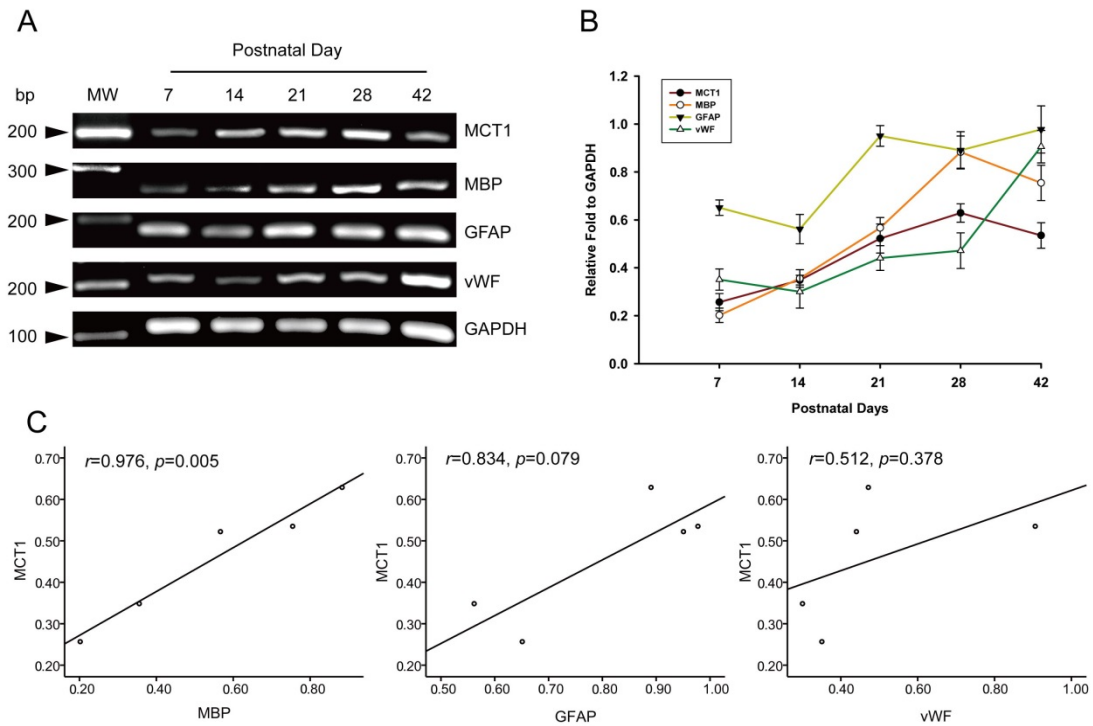 A
Postnatal Day
bp MW 7 14 21 28 42
200 MCT1
300
MBP
200
GFAP
vWF
200
GAPDH
100
B
1.2
1.0
0.8
0.6
0.4
0.2
0.0
Relative Fold to GAPDH
MCT1
MBP
GFAP
vWF
7 14 21 28 42
Postnatal Days
C
r=0.976, p=0.005
0.70
0.60
0.50
0.40
0.30
0.20
MCT1
0.20 0.40 0.60 0.80
MBP
r=0.834, p=0.079
0.70
0.60
0.50
0.40
0.30
0.20
MCT1
0.50 0.60 0.70 0.80 0.90 1.00
GFAP
r=0.512, p=0.378
0.70
0.60
0.50
0.40
0.30
0.20
MCT1
0.40 0.60 0.80 1.00
vWF